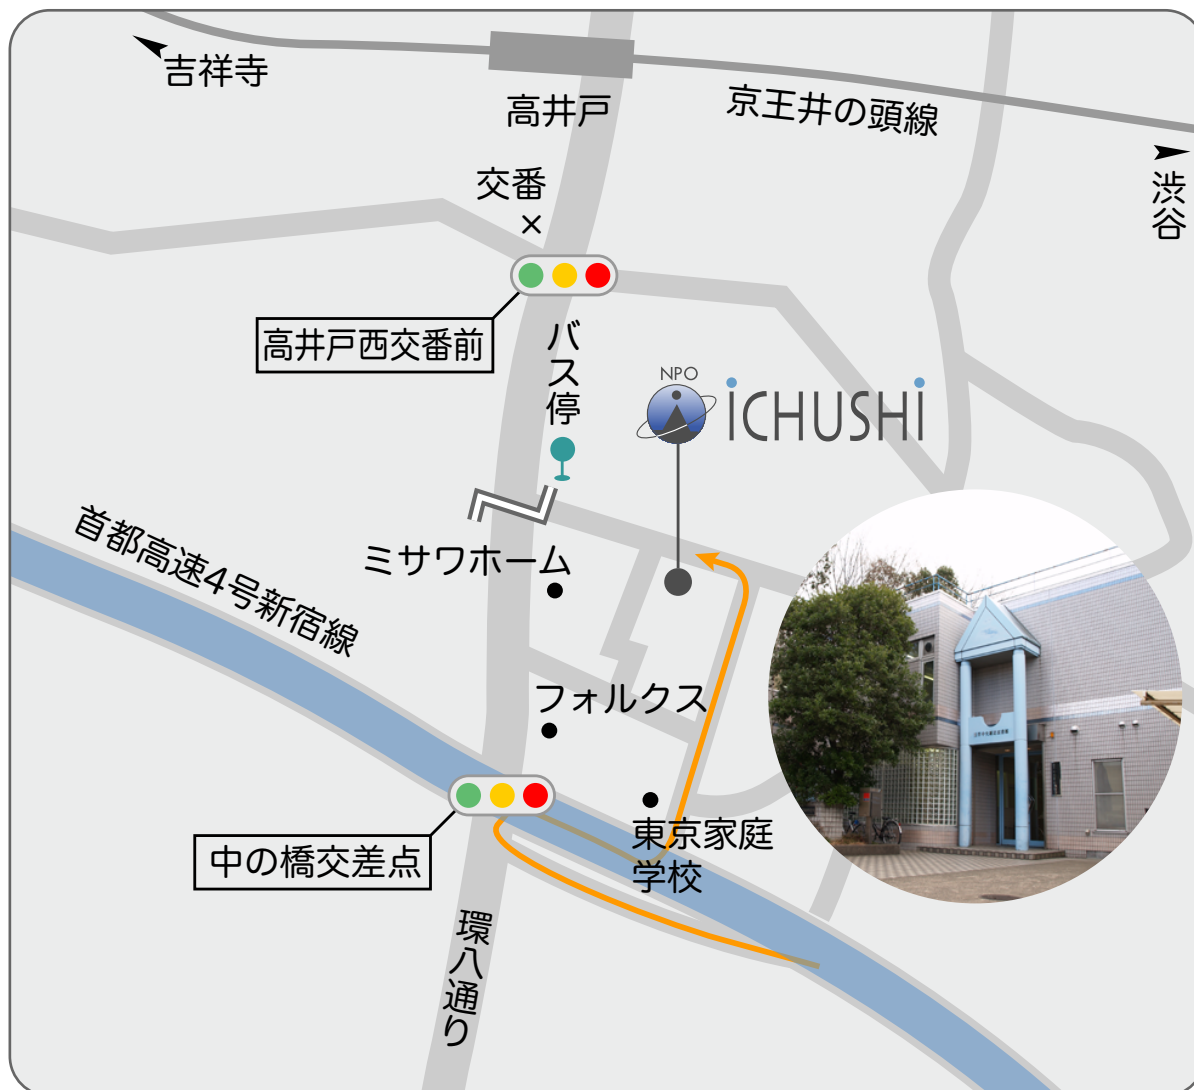 吉祥寺
高井戸
京王井の頭線
渋谷
交番
高井戸西交番前
バス停
NPO
iCHUSHi
首都高速4号新宿線
ミサワホーム
フォルクス
東京家庭
学校
中の橋交差点
環八通り